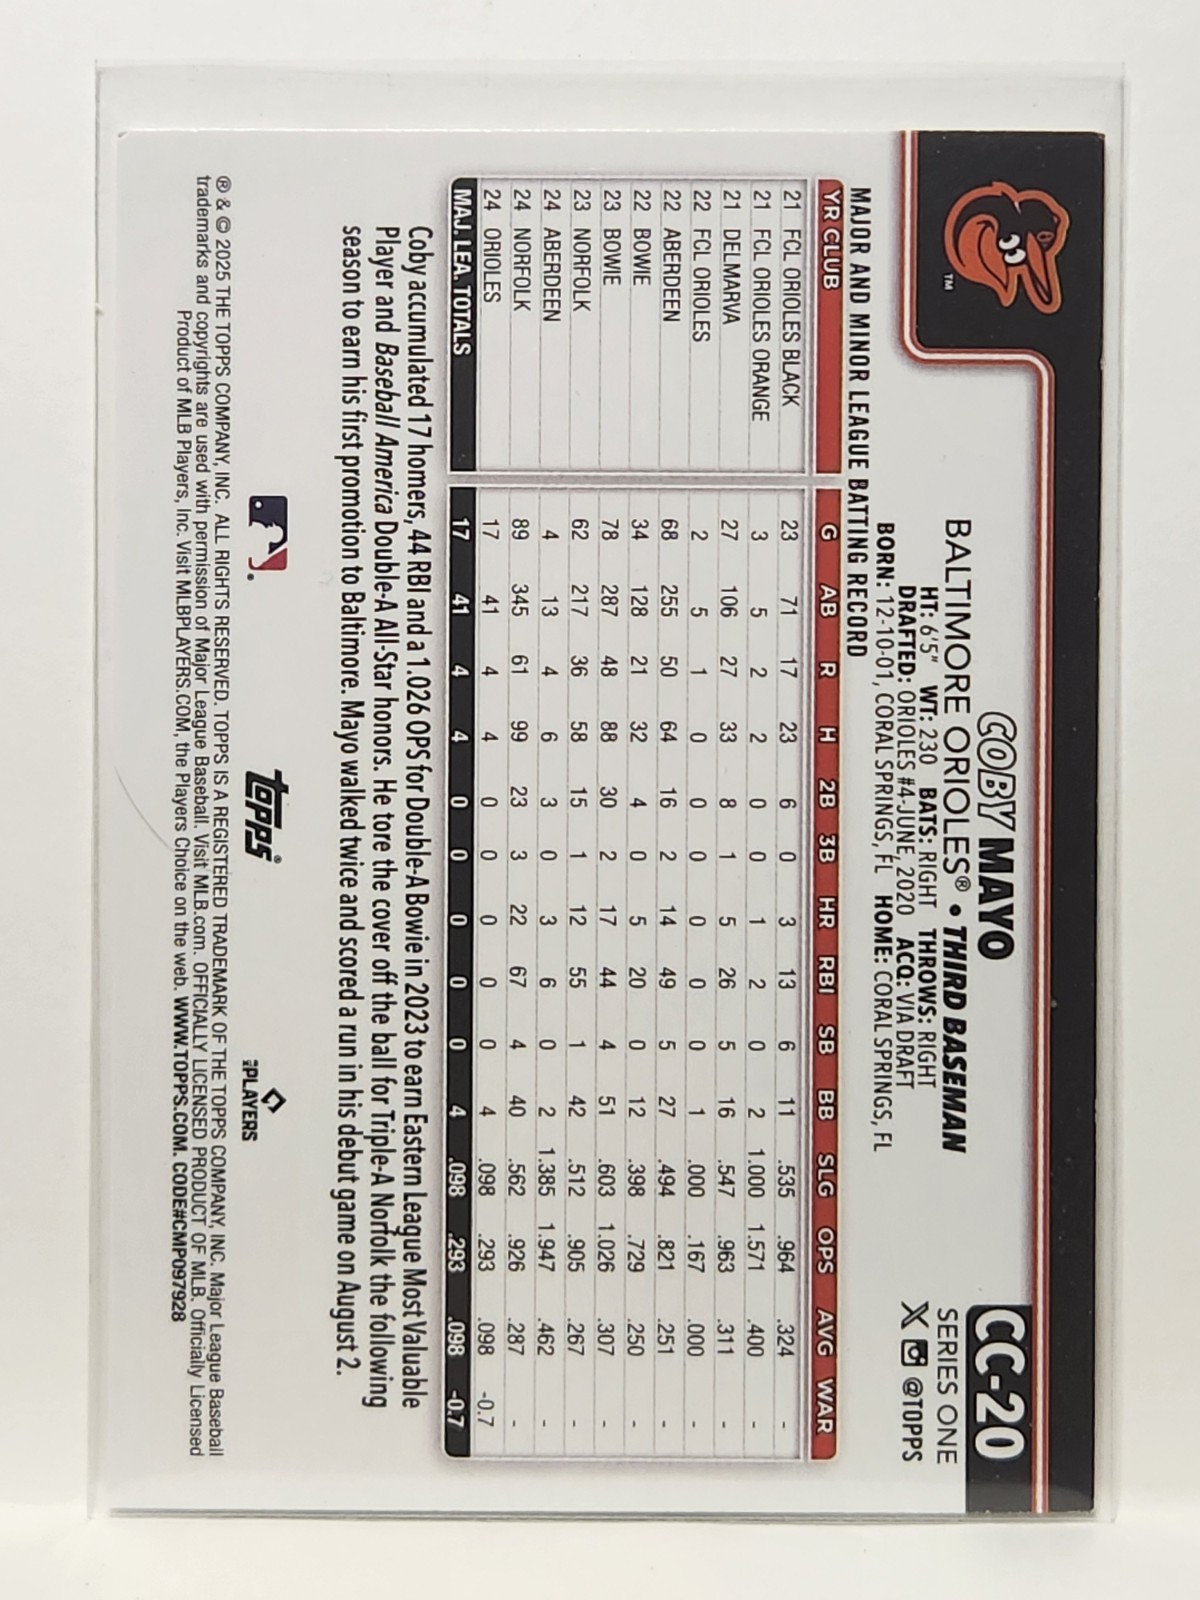 ™
COBY MAYO
BALTIMORE ORIOLES® • THIRD BASEMAN
HT: 6'5" WT: 230 BATS: RIGHT THROWS: RIGHT
DRAFTED: ORIOLES #4-JUNE, 2020 ACQ: VIA DRAFT
BORN: 12-10-01, CORAL SPRINGS, FL HOME: CORAL SPRINGS, FL
CC-20
SERIES ONE
X @TOPPS
MAJOR AND MINOR LEAGUE BATTING RECORD
YR CLUB G AB R H 2B 3B HR RBI SB BB SLG OPS AVG WAR
21 FCL ORIOLES BLACK 23 71 17 23 6 0 3 13 6 11 .535 .964 .324 -
21 FCL ORIOLES ORANGE 3 5 2 2 0 0 1 2 0 2 1.000 1.571 .400 -
21 DELMARVA 27 106 27 33 8 1 5 26 5 16 .547 .963 .311 -
22 FCL ORIOLES 2 5 1 0 0 0 0 0 0 1 .000 .167 .000 -
22 ABERDEEN 68 255 50 64 16 2 14 49 5 27 .494 .821 .251 -
22 BOWIE 34 128 21 32 4 0 5 20 0 12 .398 .729 .250 -
23 BOWIE 78 287 48 88 30 2 17 44 4 51 .603 1.026 .307 -
23 NORFOLK 62 217 36 58 15 1 12 55 1 42 .512 .905 .267 -
24 ABERDEEN 4 13 4 6 3 0 3 6 0 2 1.385 1.947 .462 -
24 NORFOLK 89 345 61 99 23 3 22 67 4 40 .562 .926 .287 -
24 ORIOLES 17 41 4 4 0 0 0 0 0 4 .098 .293 .098 -0.7
MAJ. LEA. TOTALS 17 41 4 4 0 0 0 0 0 4 .098 .293 .098 -0.7
Coby accumulated 17 homers, 44 RBI and a 1.026 OPS for Double-A Bowie in 2023 to earn Eastern League Most Valuable
Player and Baseball America Double-A All-Star honors. He tore the cover off the ball for Triple-A Norfolk the following
season to earn his first promotion to Baltimore. Mayo walked twice and scored a run in his debut game on August 2.
topps®
MLB PLAYERS
® & © 2025 THE TOPPS COMPANY, INC. ALL RIGHTS RESERVED. TOPPS IS A REGISTERED TRADEMARK OF THE TOPPS COMPANY, INC. Major League Baseball
trademarks and copyrights are used with permission of Major League Baseball. Visit MLB.com. OFFICIALLY LICENSED PRODUCT OF MLB. Officially Licensed
Product of MLB Players, Inc. Visit MLBPLAYERS.COM, the Players Choice on the web. WWW.TOPPS.COM. CODE#CMP097928